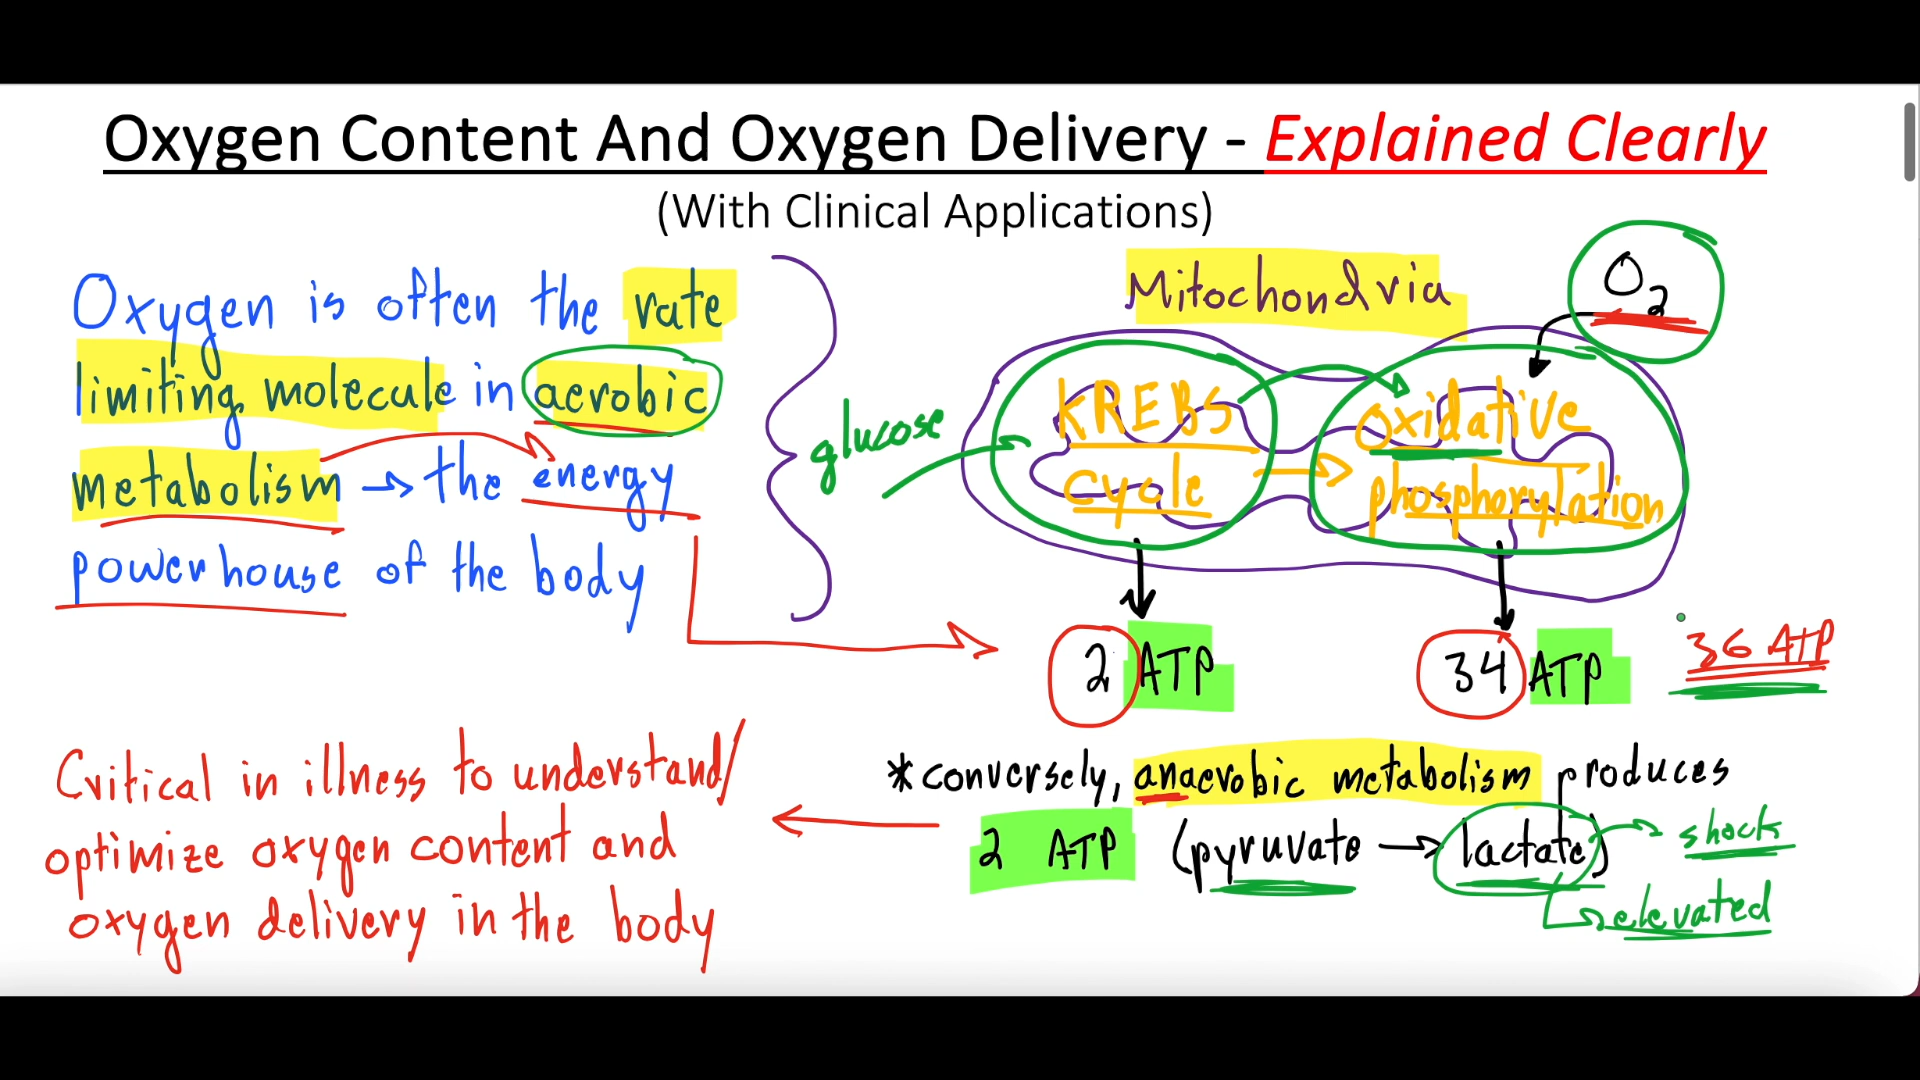 Oxygen Content And Oxygen Delivery - Explained Clearly
(With Clinical Applications)
Oxygen is often the rate
limiting molecule in aerobic
metabolism → the energy
powerhouse of the body
glucose
Mitochondria
O2
KREBS
cycle
oxidative
phosphorylation
2 ATP
34 ATP
36 ATP
*conversely, anaerobic metabolism produces
2 ATP (pyruvate → lactate)
shock
elevated
Critical in illness to understand/
optimize oxygen content and
oxygen delivery in the body